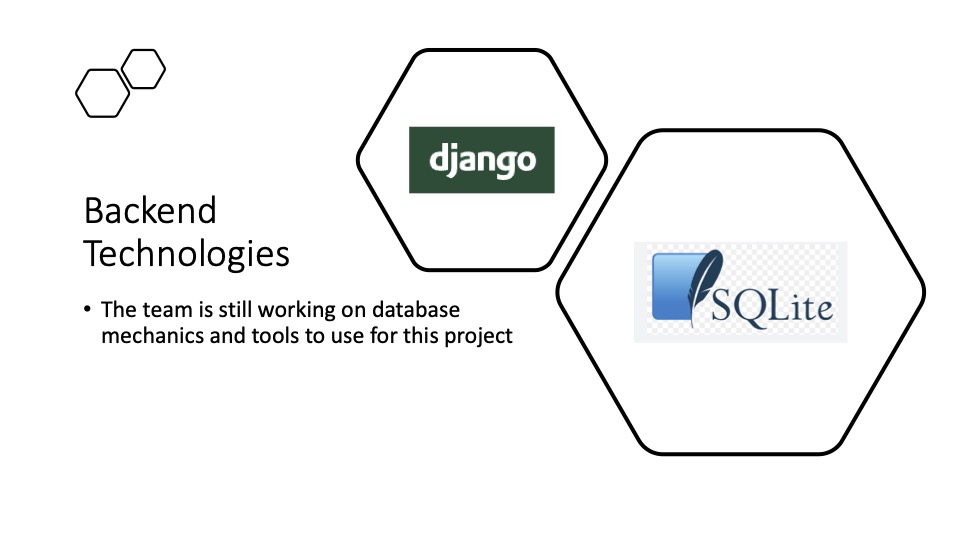 django
Backend
Technologies
SQLite
• The team is still working on database
mechanics and tools to use for this project